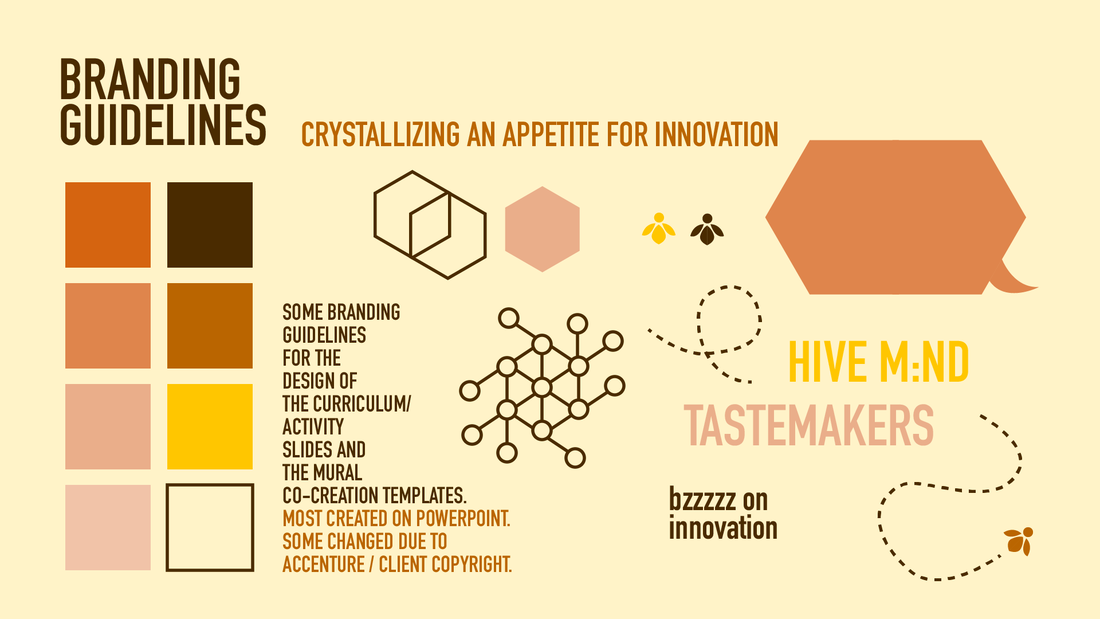 BRANDING
GUIDELINES
CRYSTALLIZING AN APPETITE FOR INNOVATION
SOME BRANDING
GUIDELINES
FOR THE
DESIGN OF
THE CURRICULUM/
ACTIVITY
SLIDES AND
THE MURAL
CO-CREATION TEMPLATES.
MOST CREATED ON POWERPOINT.
SOME CHANGED DUE TO
ACCENTURE / CLIENT COPYRIGHT.
HIVE M:ND
TASTEMAKERS
bzzzzz on
innovation